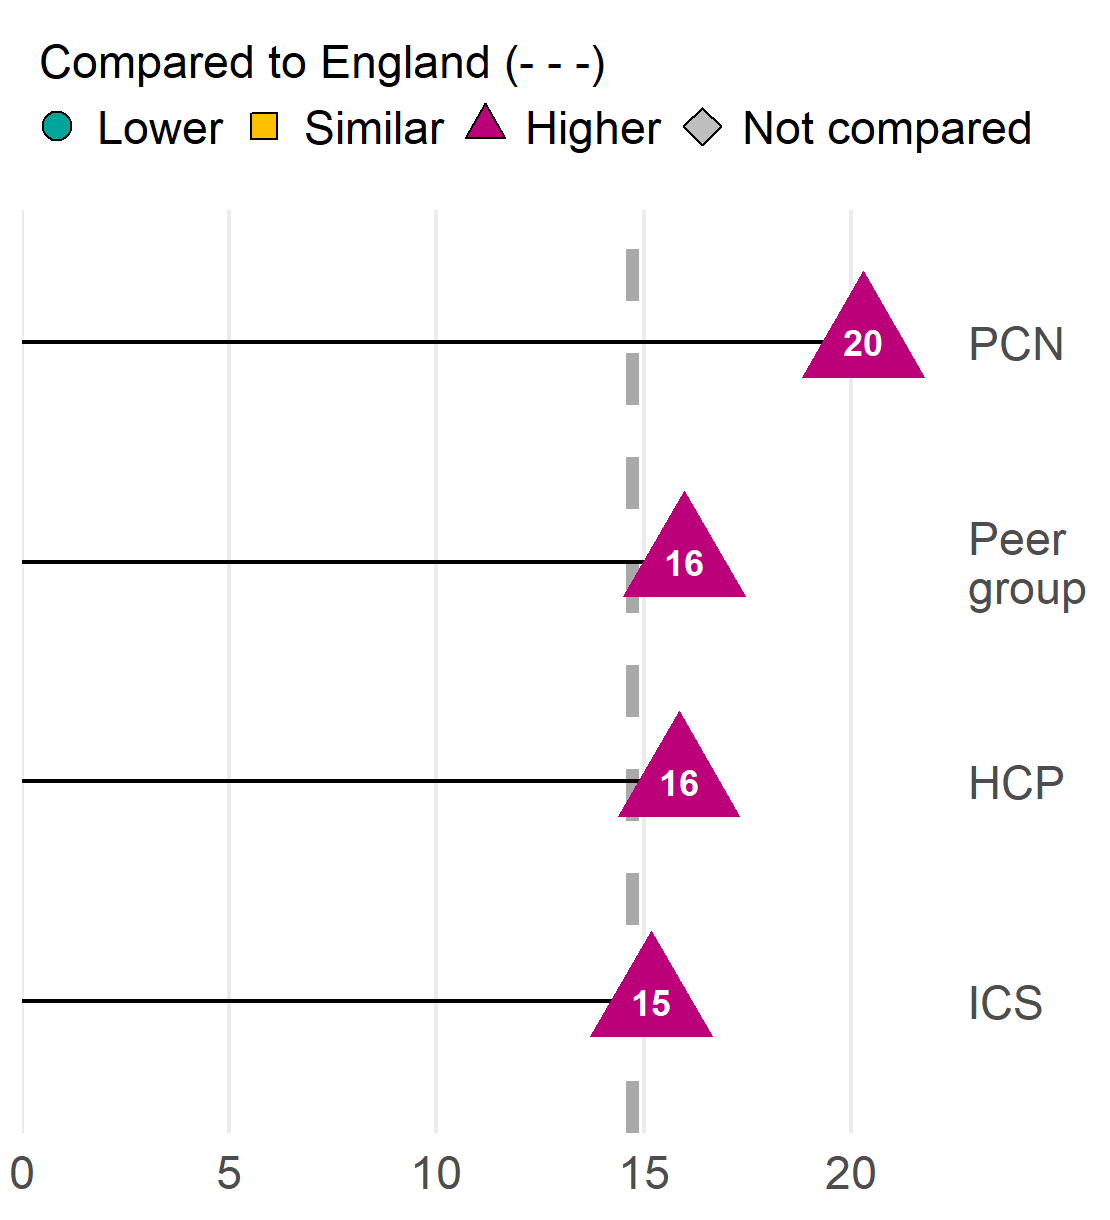 Compared to England (- - -)
Lower Similar Higher Not compared
20 PCN
Peer
16 group
16 HCP
15 ICS
0 5 10 15 20